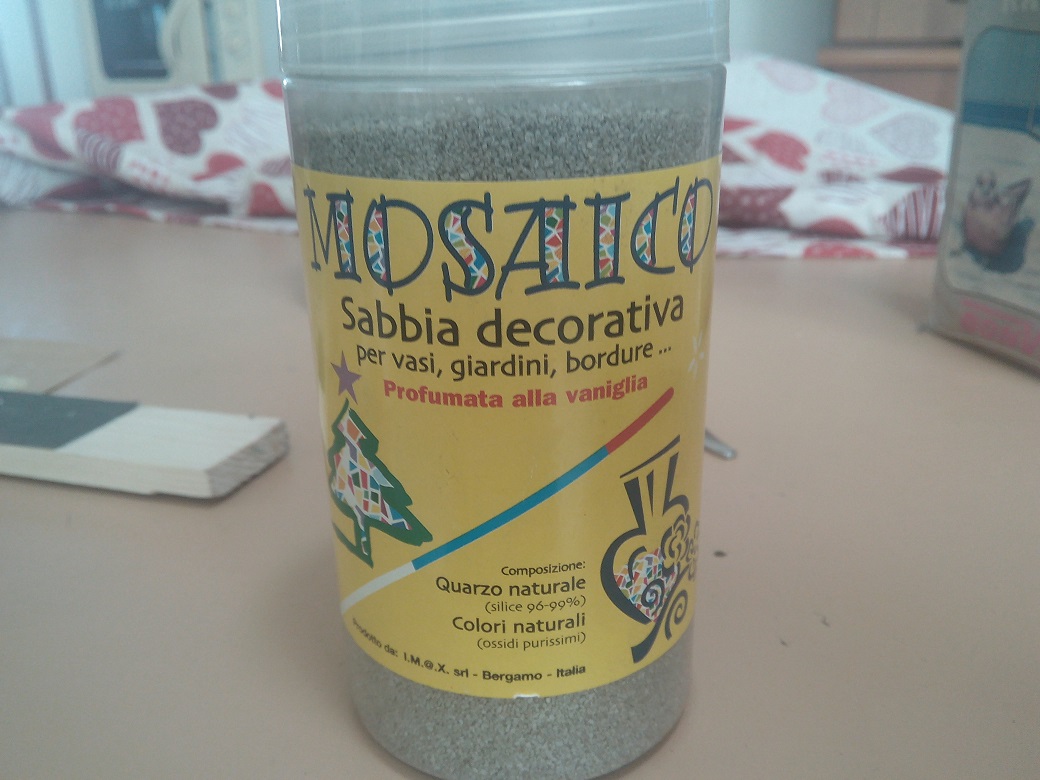 MOSAICO
Sabbia decorativa
per vasi, giardini, bordure ...
Profumata alla vaniglia
Composizione:
Quarzo naturale
(silice 96-99%)
Colori naturali
(ossidi purissimi)
Prodotto da: I.M.@.X. srl - Bergamo - Italia